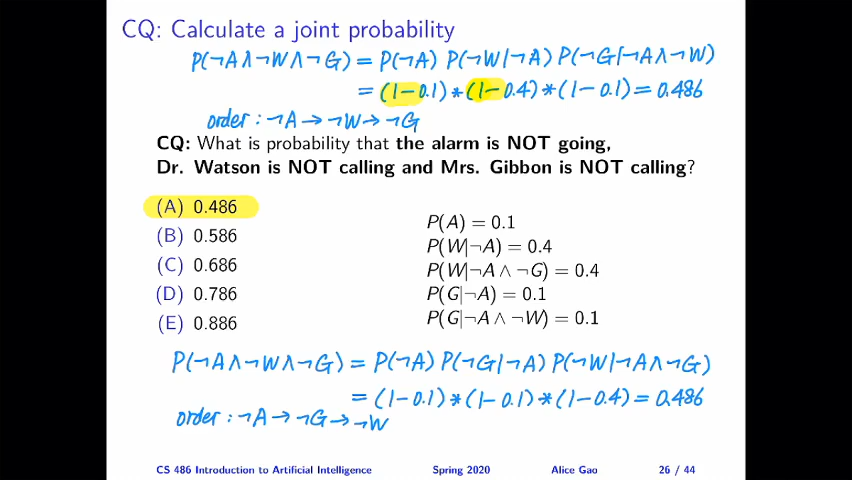 CQ: Calculate a joint probability
P(¬A∧¬W∧¬G) = P(¬A) P(¬W|¬A) P(¬G|¬A∧¬W)
= (1-0.1)*(1-0.4)*(1-0.1) = 0.486
order: ¬A→¬W→¬G
CQ: What is probability that the alarm is NOT going,
Dr. Watson is NOT calling and Mrs. Gibbon is NOT calling?
(A) 0.486
(B) 0.586
(C) 0.686
(D) 0.786
(E) 0.886
P(A) = 0.1
P(W|¬A) = 0.4
P(W|¬A ∧ ¬G) = 0.4
P(G|¬A) = 0.1
P(G|¬A ∧ ¬W) = 0.1
P(¬A∧¬W∧¬G) = P(¬A) P(¬G|¬A) P(¬W|¬A∧¬G)
= (1-0.1)*(1-0.1)*(1-0.4) = 0.486
order: ¬A→¬G→¬W
CS 486 Introduction to Artificial Intelligence Spring 2020 Alice Gao 26 / 44